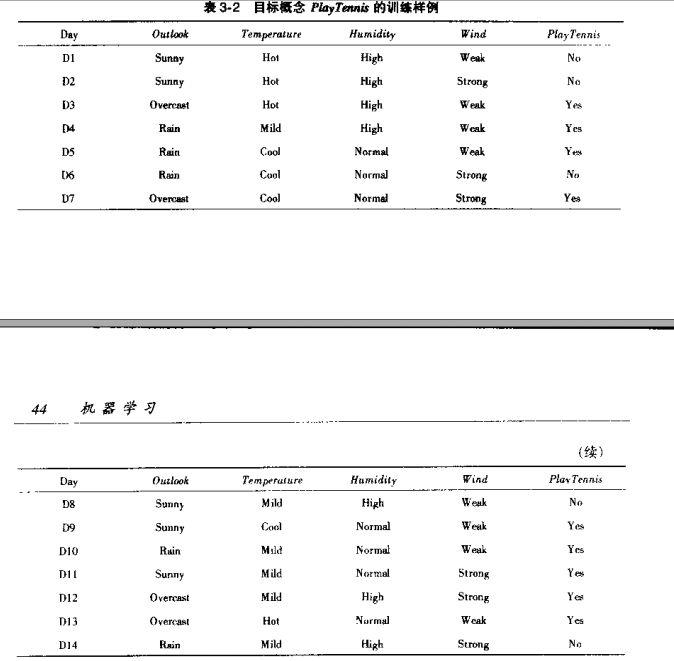 表 3-2 目标概念 PlayTennis 的训练样例
Day Outlook Temperature Humidity Wind PlayTennis
D1 Sunny Hot High Weak No
D2 Sunny Hot High Strong No
D3 Overcast Hot High Weak Yes
D4 Rain Mild High Weak Yes
D5 Rain Cool Normal Weak Yes
D6 Rain Cool Normal Strong No
D7 Overcast Cool Normal Strong Yes
44 机器学习
(续)
Day Outlook Temperature Humidity Wind PlayTennis
D8 Sunny Mild High Weak No
D9 Sunny Cool Normal Weak Yes
D10 Rain Mild Normal Weak Yes
D11 Sunny Mild Normal Strong Yes
D12 Overcast Mild High Strong Yes
D13 Overcast Hot Normal Weak Yes
D14 Rain Mild High Strong No